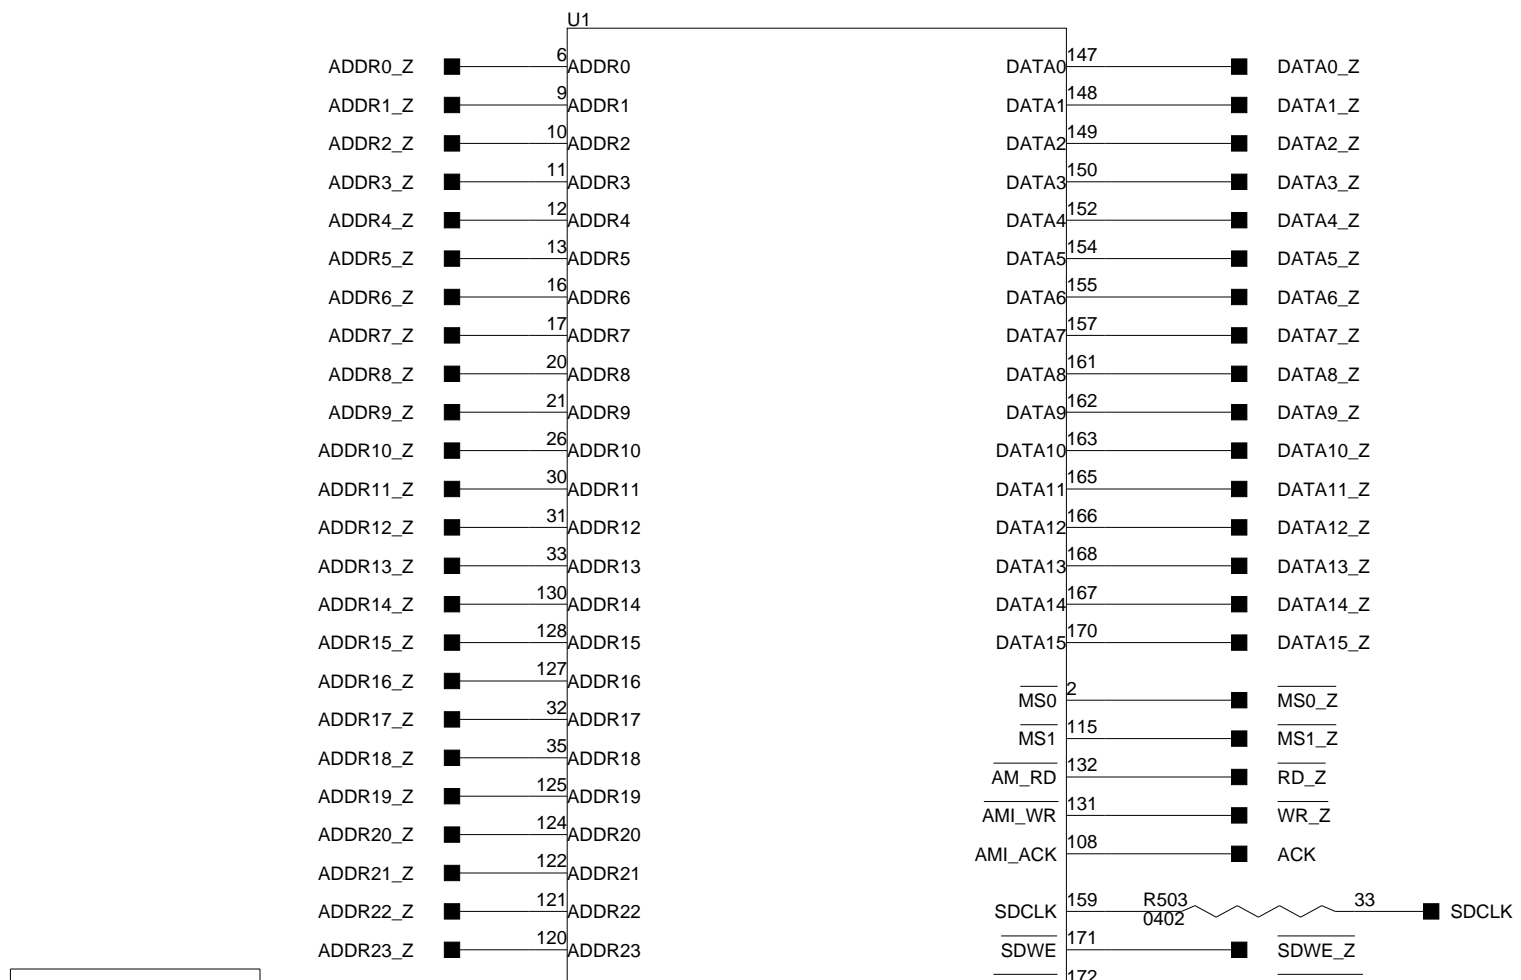 U1
ADDR0_Z 6 ADDR0 DATA0 147 DATA0_Z
ADDR1_Z 9 ADDR1 DATA1 148 DATA1_Z
ADDR2_Z 10 ADDR2 DATA2 149 DATA2_Z
ADDR3_Z 11 ADDR3 DATA3 150 DATA3_Z
ADDR4_Z 12 ADDR4 DATA4 152 DATA4_Z
ADDR5_Z 13 ADDR5 DATA5 154 DATA5_Z
ADDR6_Z 16 ADDR6 DATA6 155 DATA6_Z
ADDR7_Z 17 ADDR7 DATA7 157 DATA7_Z
ADDR8_Z 20 ADDR8 DATA8 161 DATA8_Z
ADDR9_Z 21 ADDR9 DATA9 162 DATA9_Z
ADDR10_Z 26 ADDR10 DATA10 163 DATA10_Z
ADDR11_Z 30 ADDR11 DATA11 165 DATA11_Z
ADDR12_Z 31 ADDR12 DATA12 166 DATA12_Z
ADDR13_Z 33 ADDR13 DATA13 168 DATA13_Z
ADDR14_Z 130 ADDR14 DATA14 167 DATA14_Z
ADDR15_Z 128 ADDR15 DATA15 170 DATA15_Z
ADDR16_Z 127 ADDR16
MS0 2 MS0_Z
ADDR17_Z 32 ADDR17
MS1 115 MS1_Z
ADDR18_Z 35 ADDR18
AM_RD 132 RD_Z
ADDR19_Z 125 ADDR19
AMI_WR 131 WR_Z
ADDR20_Z 124 ADDR20
AMI_ACK 108 ACK
ADDR21_Z 122 ADDR21
ADDR22_Z 121 ADDR22 SDCLK 159 R503 33 SDCLK
0402
ADDR23_Z 120 ADDR23 SDWE 171 SDWE_Z
172